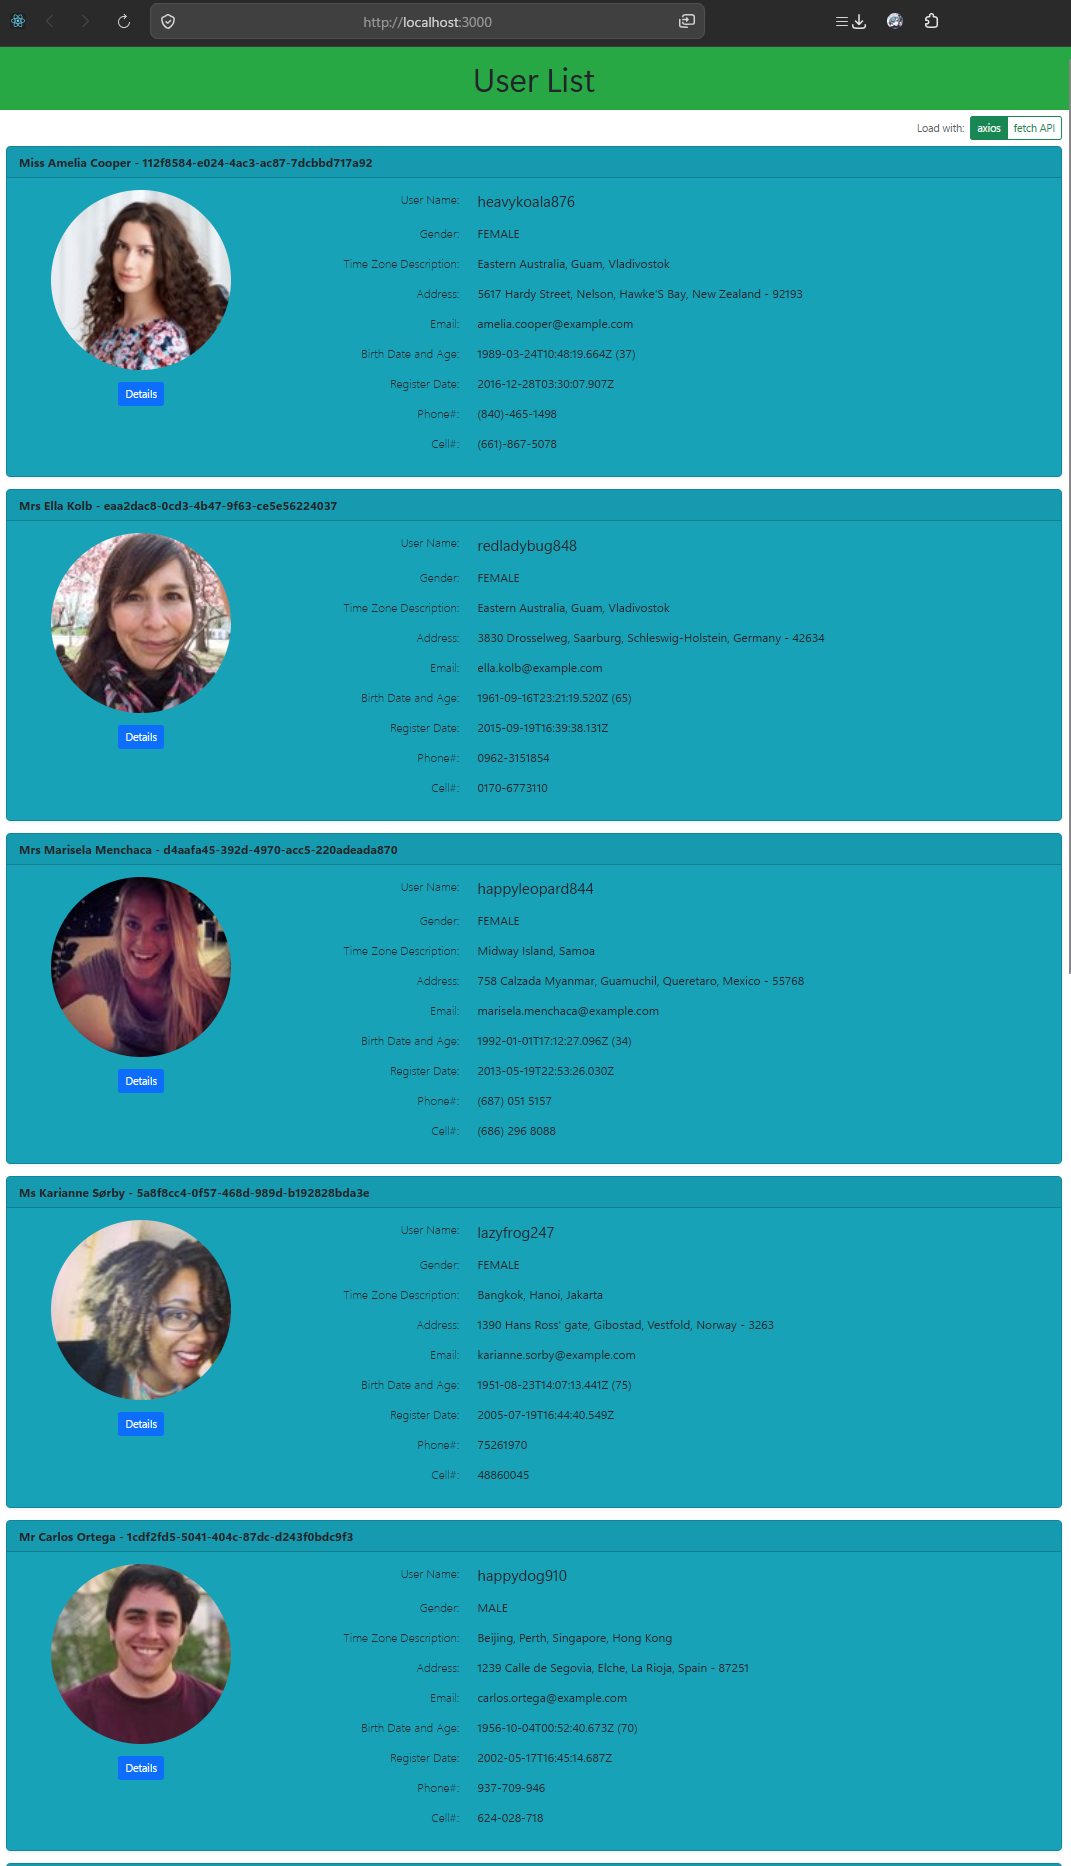 http://localhost:3000
User List
Load with: axios fetch API
Miss Amelia Cooper - 112f8584-e024-4ac3-ac87-7dcbbd717a92
User Name: heavykoala876
Gender: FEMALE
Time Zone Description: Eastern Australia, Guam, Vladivostok
Address: 5617 Hardy Street, Nelson, Hawke'S Bay, New Zealand - 92193
Email: amelia.cooper@example.com
Birth Date and Age: 1989-03-24T10:48:19.664Z (37)
Details
Register Date: 2016-12-28T03:30:07.907Z
Phone#: (840)-465-1498
Cell#: (661)-867-5078
Mrs Ella Kolb - eaa2dac8-0cd3-4b47-9f63-ce5e56224037
User Name: redladybug848
Gender: FEMALE
Time Zone Description: Eastern Australia, Guam, Vladivostok
Address: 3830 Drosselweg, Saarburg, Schleswig-Holstein, Germany - 42634
Email: ella.kolb@example.com
Birth Date and Age: 1961-09-16T23:21:19.520Z (65)
Register Date: 2015-09-19T16:39:38.131Z
Details
Phone#: 0962-3151854
Cell#: 0170-6773110
Mrs Marisela Menchaca - d4aafa45-392d-4970-acc5-220adeada870
User Name: happyleopard844
Gender: FEMALE
Time Zone Description: Midway Island, Samoa
Address: 758 Calzada Myanmar, Guamuchil, Queretaro, Mexico - 55768
Email: marisela.menchaca@example.com
Birth Date and Age: 1992-01-01T17:12:27.096Z (34)
Register Date: 2013-05-19T22:53:26.030Z
Details
Phone#: (687) 051 5157
Cell#: (686) 296 8088
Ms Karianne Sørby - 5a8f8cc4-0f57-468d-989d-b192828bda3e
User Name: lazyfrog247
Gender: FEMALE
Time Zone Description: Bangkok, Hanoi, Jakarta
Address: 1390 Hans Ross' gate, Gibostad, Vestfold, Norway - 3263
Email: karianne.sorby@example.com
Birth Date and Age: 1951-08-23T14:07:13.441Z (75)
Register Date: 2005-07-19T16:44:40.549Z
Details
Phone#: 75261970
Cell#: 48860045
Mr Carlos Ortega - 1cdf2fd5-5041-404c-87dc-d243f0bdc9f3
User Name: happydog910
Gender: MALE
Time Zone Description: Beijing, Perth, Singapore, Hong Kong
Address: 1239 Calle de Segovia, Elche, La Rioja, Spain - 87251
Email: carlos.ortega@example.com
Birth Date and Age: 1956-10-04T00:52:40.673Z (70)
Register Date: 2002-05-17T16:45:14.687Z
Details
Phone#: 937-709-946
Cell#: 624-028-718